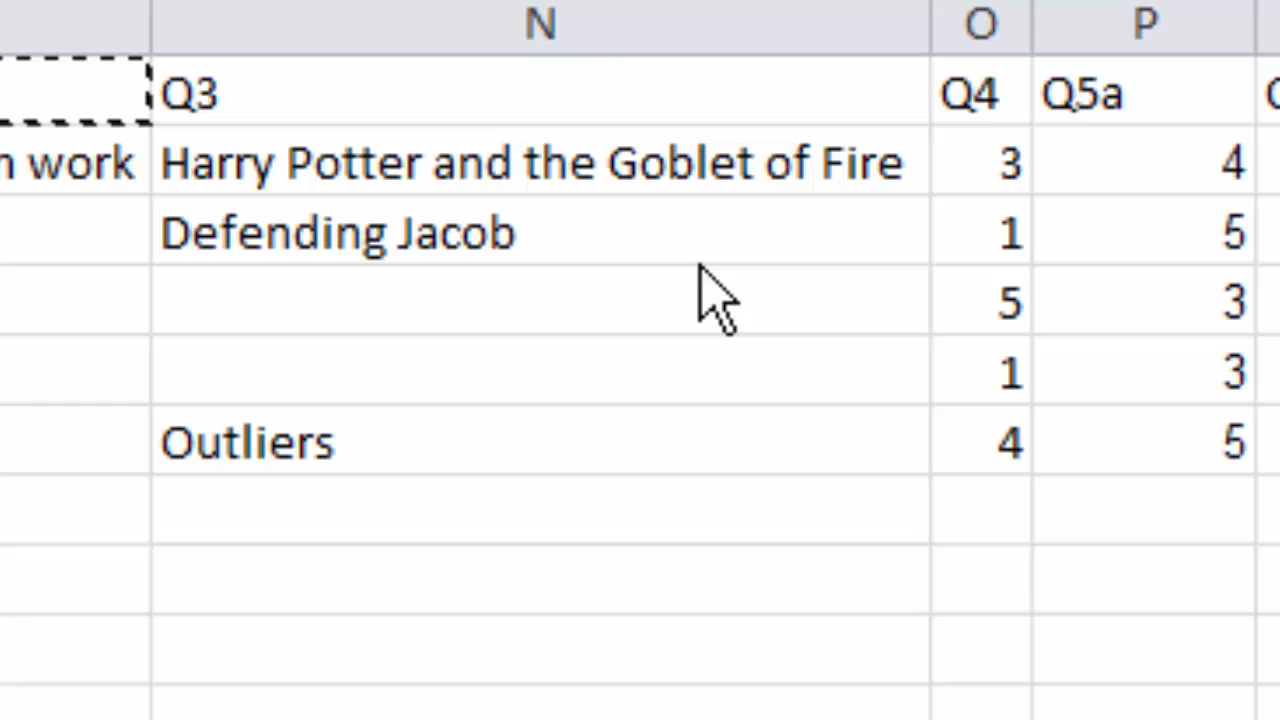 N O P
Q3 Q4 Q5a
work Harry Potter and the Goblet of Fire 3 4
Defending Jacob 1 5
5 3
1 3
Outliers 4 5